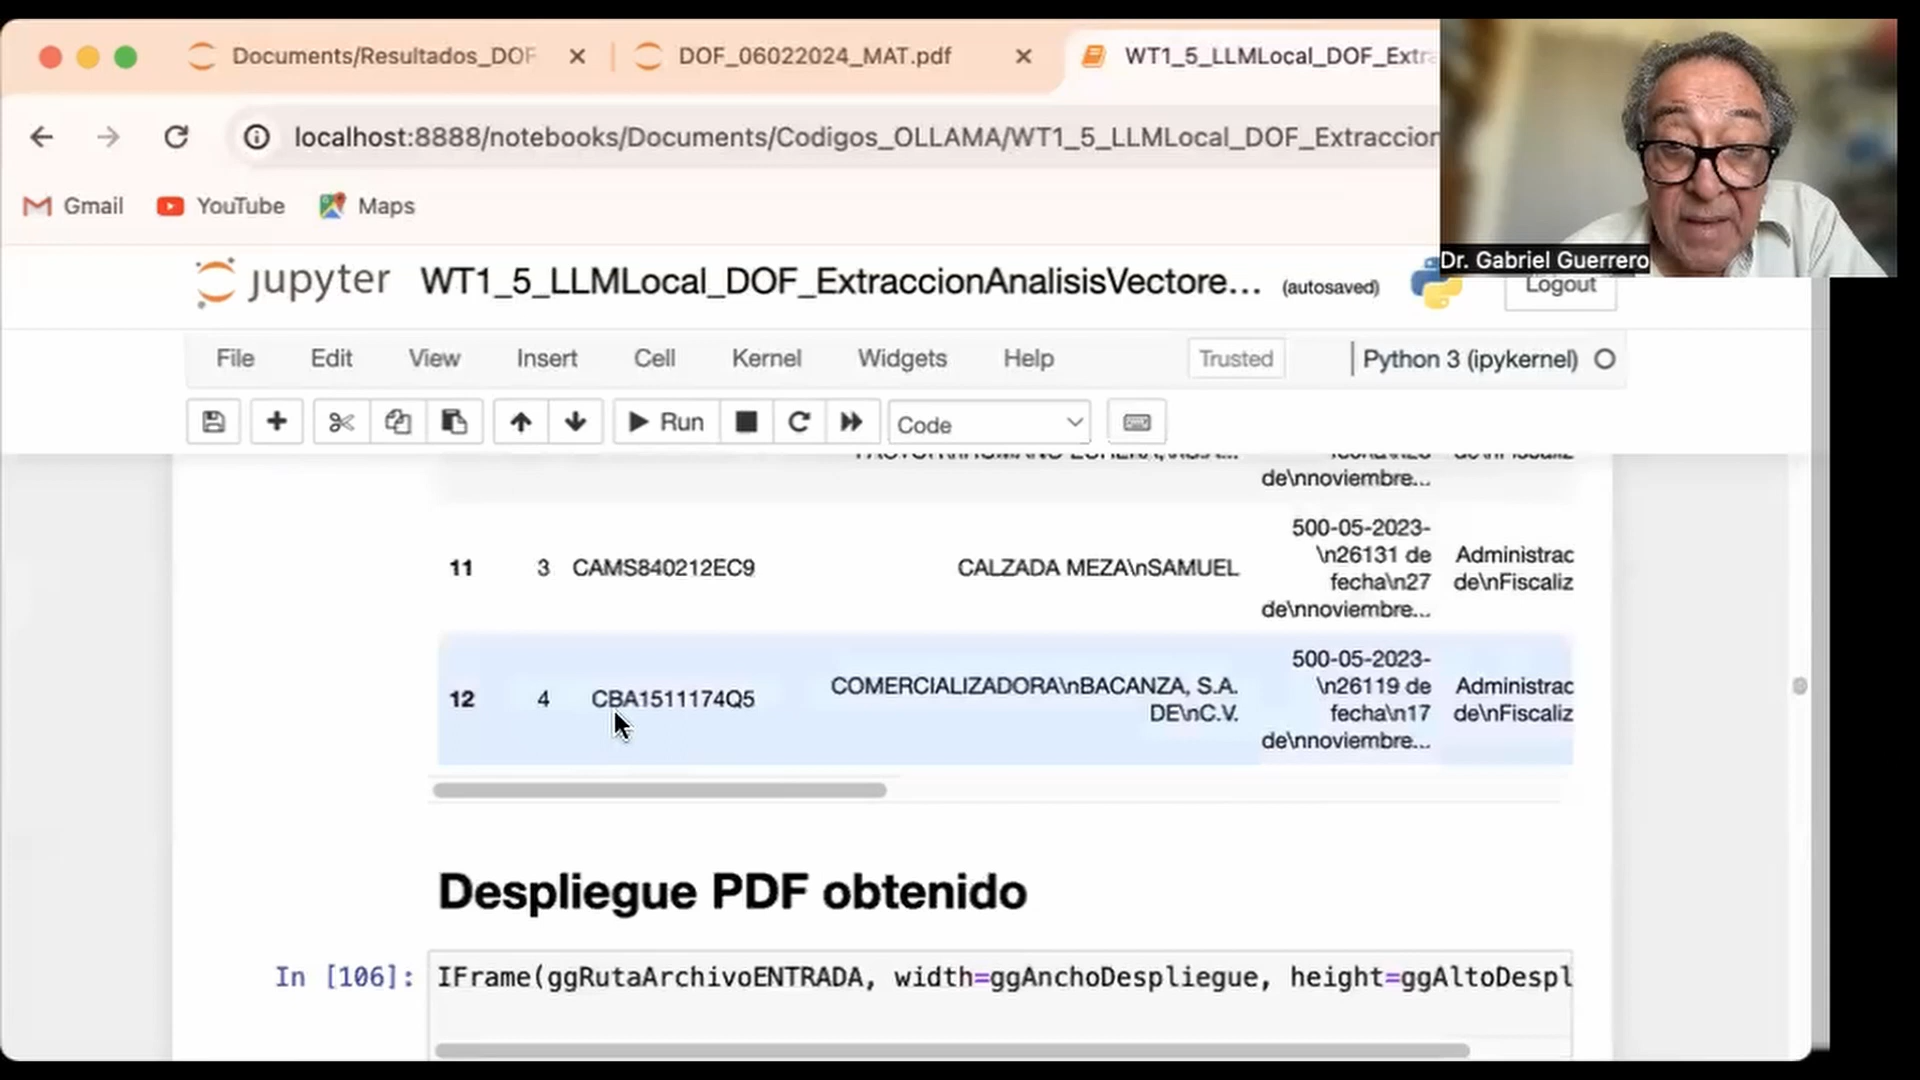 Documents/Resultados_DOF
DOF_06022024_MAT.pdf
WT1_5_LLMLocal_DOF_Extra
localhost:8888/notebooks/Documents/Codigos_OLLAMA/WT1_5_LLMLocal_DOF_Extraccion
Gmail YouTube Maps
Dr. Gabriel Guerrero
jupyter WT1_5_LLMLocal_DOF_ExtraccionAnalisisVectore... (autosaved) Logout
File Edit View Insert Cell Kernel Widgets Help Trusted Python 3 (ipykernel)
Run Code
de\nnoviembre...
500-05-2023-
\n26131 de Administrac
11 3 CAMS840212EC9 CALZADA MEZA\nSAMUEL
fecha\n27 de\nFiscaliz
de\nnoviembre...
500-05-2023-
COMERCIALIZADORA\nBACANZA, S.A. \n26119 de Administrac
12 4 CBA1511174Q5
DE\nC.V. fecha\n17 de\nFiscaliz
de\nnoviembre...
Despliegue PDF obtenido
In [106]: IFrame(ggRutaArchivoENTRADA, width=ggAnchoDespliegue, height=ggAltoDespl